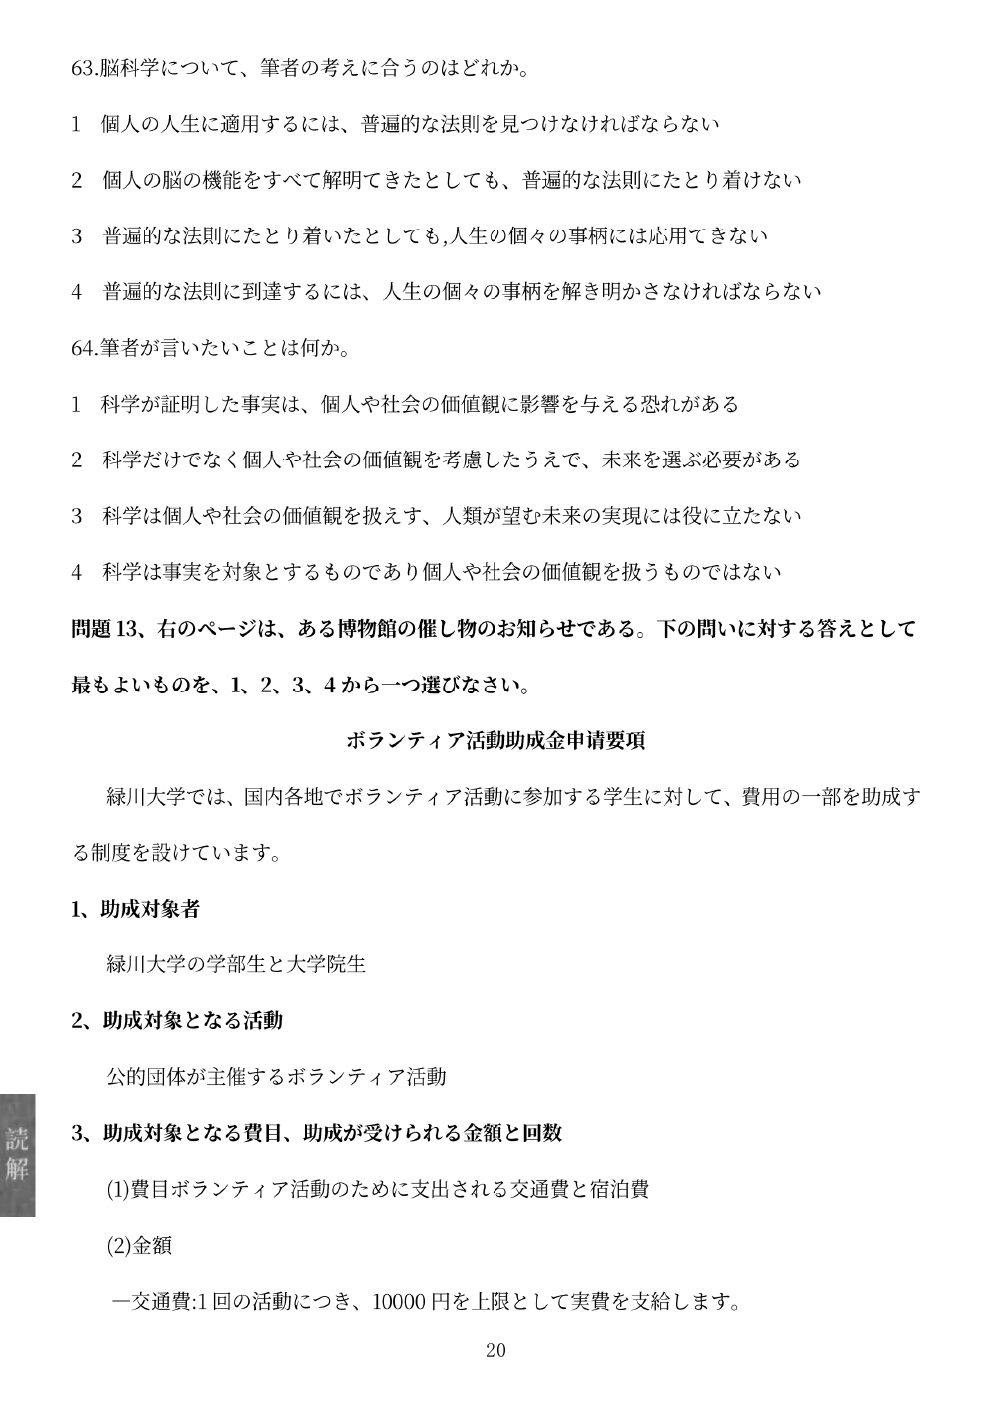 63.脳科学について、筆者の考えに合うのはどれか。
1　個人の人生に適用するには、普遍的な法則を見つけなければならない
2　個人の脳の機能をすべて解明てきたとしても、普遍的な法則にたとり着けない
3　普遍的な法則にたとり着いたとしても,人生の個々の事柄には応用てきない
4　普遍的な法則に到達するには、人生の個々の事柄を解き明かさなければならない
64.筆者が言いたいことは何か。
1　科学が証明した事実は、個人や社会の価値観に影響を与える恐れがある
2　科学だけでなく個人や社会の価値観を考慮したうえで、未来を選ぶ必要がある
3　科学は個人や社会の価値観を扱えす、人類が望む未来の実現には役に立たない
4　科学は事実を対象とするものであり個人や社会の価値観を扱うものではない
問題 13、右のページは、ある博物館の催し物のお知らせである。下の問いに対する答えとして
最もよいものを、1、2、3、4 から一つ選びなさい。
ボランティア活動助成金申请要項
緑川大学では、国内各地でボランティア活動に参加する学生に対して、費用の一部を助成す
る制度を設けています。
1、助成対象者
緑川大学の学部生と大学院生
2、助成対象となる活動
公的団体が主催するボランティア活動
3、助成対象となる費目、助成が受けられる金額と回数
(1)費目ボランティア活動のために支出される交通費と宿泊費
(2)金額
—交通費:1 回の活動につき、10000 円を上限として実費を支給します。
読解
20